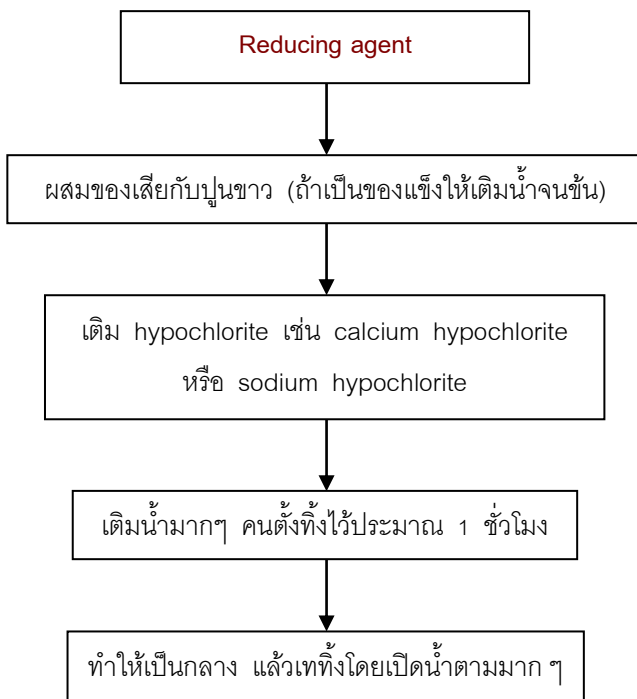 Reducing agent
ผสมของเสียกับปูนขาว (ถ้าเป็นของแข็งให้เติมน้ำจนข้น)
เติม hypochlorite เช่น calcium hypochlorite
หรือ sodium hypochlorite
เติมน้ำมากๆ คนตั้งทิ้งไว้ประมาณ 1 ชั่วโมง
ทำให้เป็นกลาง แล้วเททิ้งโดยเปิดน้ำตามมาก ๆ